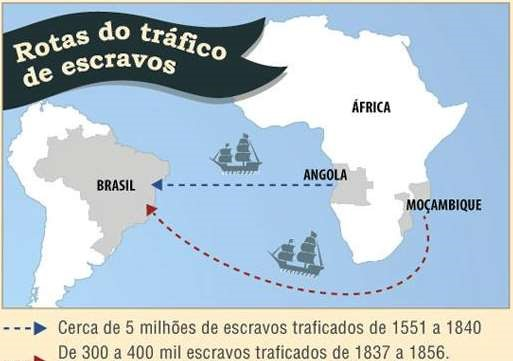 Rotas do tráfico
de escravos
ÁFRICA
ANGOLA
BRASIL
MOÇAMBIQUE
Cerca de 5 milhões de escravos traficados de 1551 a 1840
De 300 a 400 mil escravos traficados de 1837 a 1856.